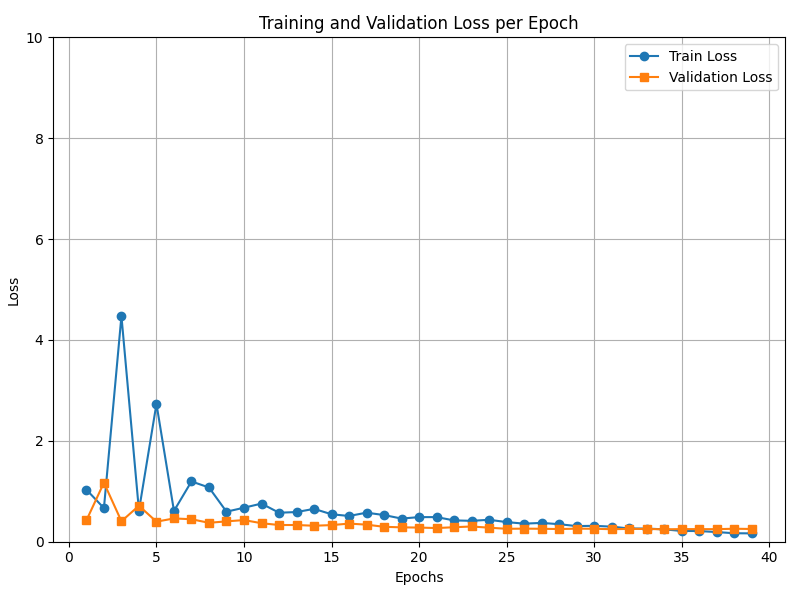 Training and Validation Loss per Epoch
10
8
6
4
2
0
Loss
Train Loss
Validation Loss
0 5 10 15 20 25 30 35 40
Epochs